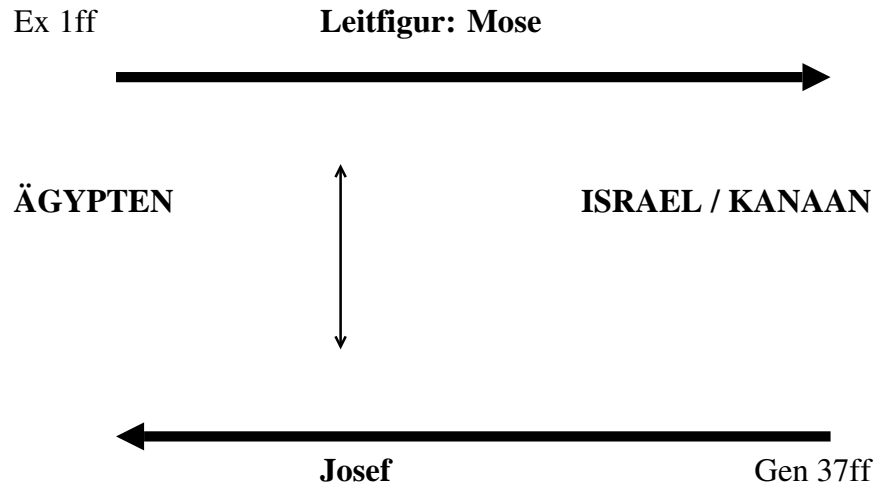 Ex 1ff Leitfigur: Mose
ÄGYPTEN ISRAEL / KANAAN
Josef Gen 37ff